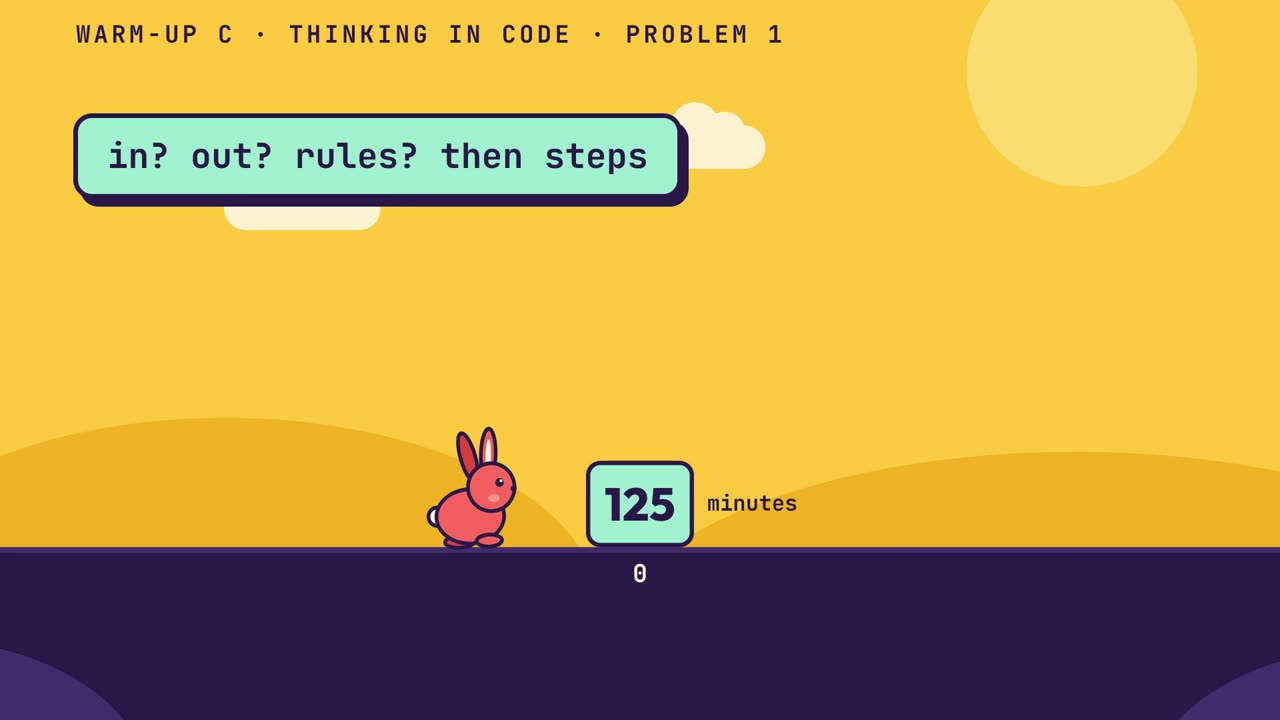 WARM-UP C · THINKING IN CODE · PROBLEM 1
in? out? rules? then steps
125 minutes
0